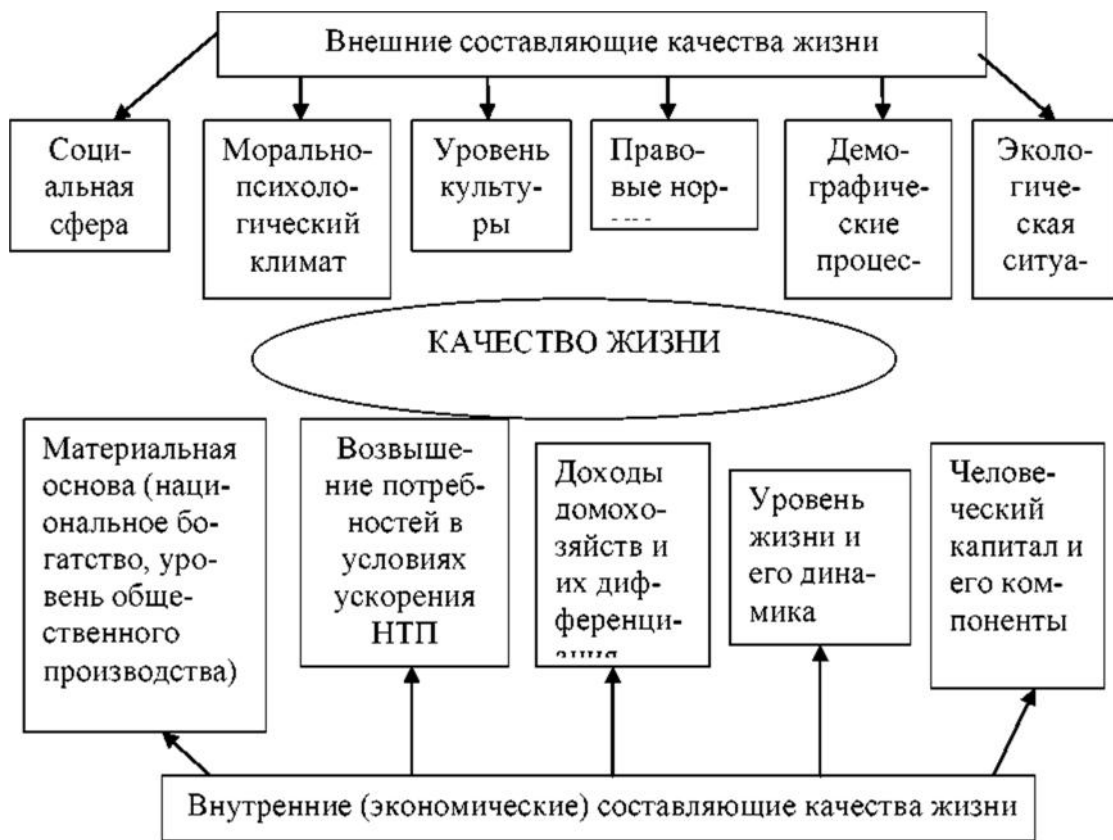 Внешние составляющие качества жизни
Соци-
альная
сфера
Морально-
психоло-
гический
климат
Уровень
культу-
ры
Право-
вые нор-
Демо-
графиче-
ские
процес-
Эколо-
гиче-
ская
ситуа-
КАЧЕСТВО ЖИЗНИ
Материальная
основа (наци-
ональное бо-
гатство, уро-
вень обще-
ственного
производства)
Возвыше-
ние потреб-
ностей в
условиях
ускорения
НТП
Доходы
домохо-
зяйств и
их диф-
ференци-
ация
Уровень
жизни и
его дина-
мика
Челове-
ческий
капитал и
его ком-
поненты
Внутренние (экономические) составляющие качества жизни